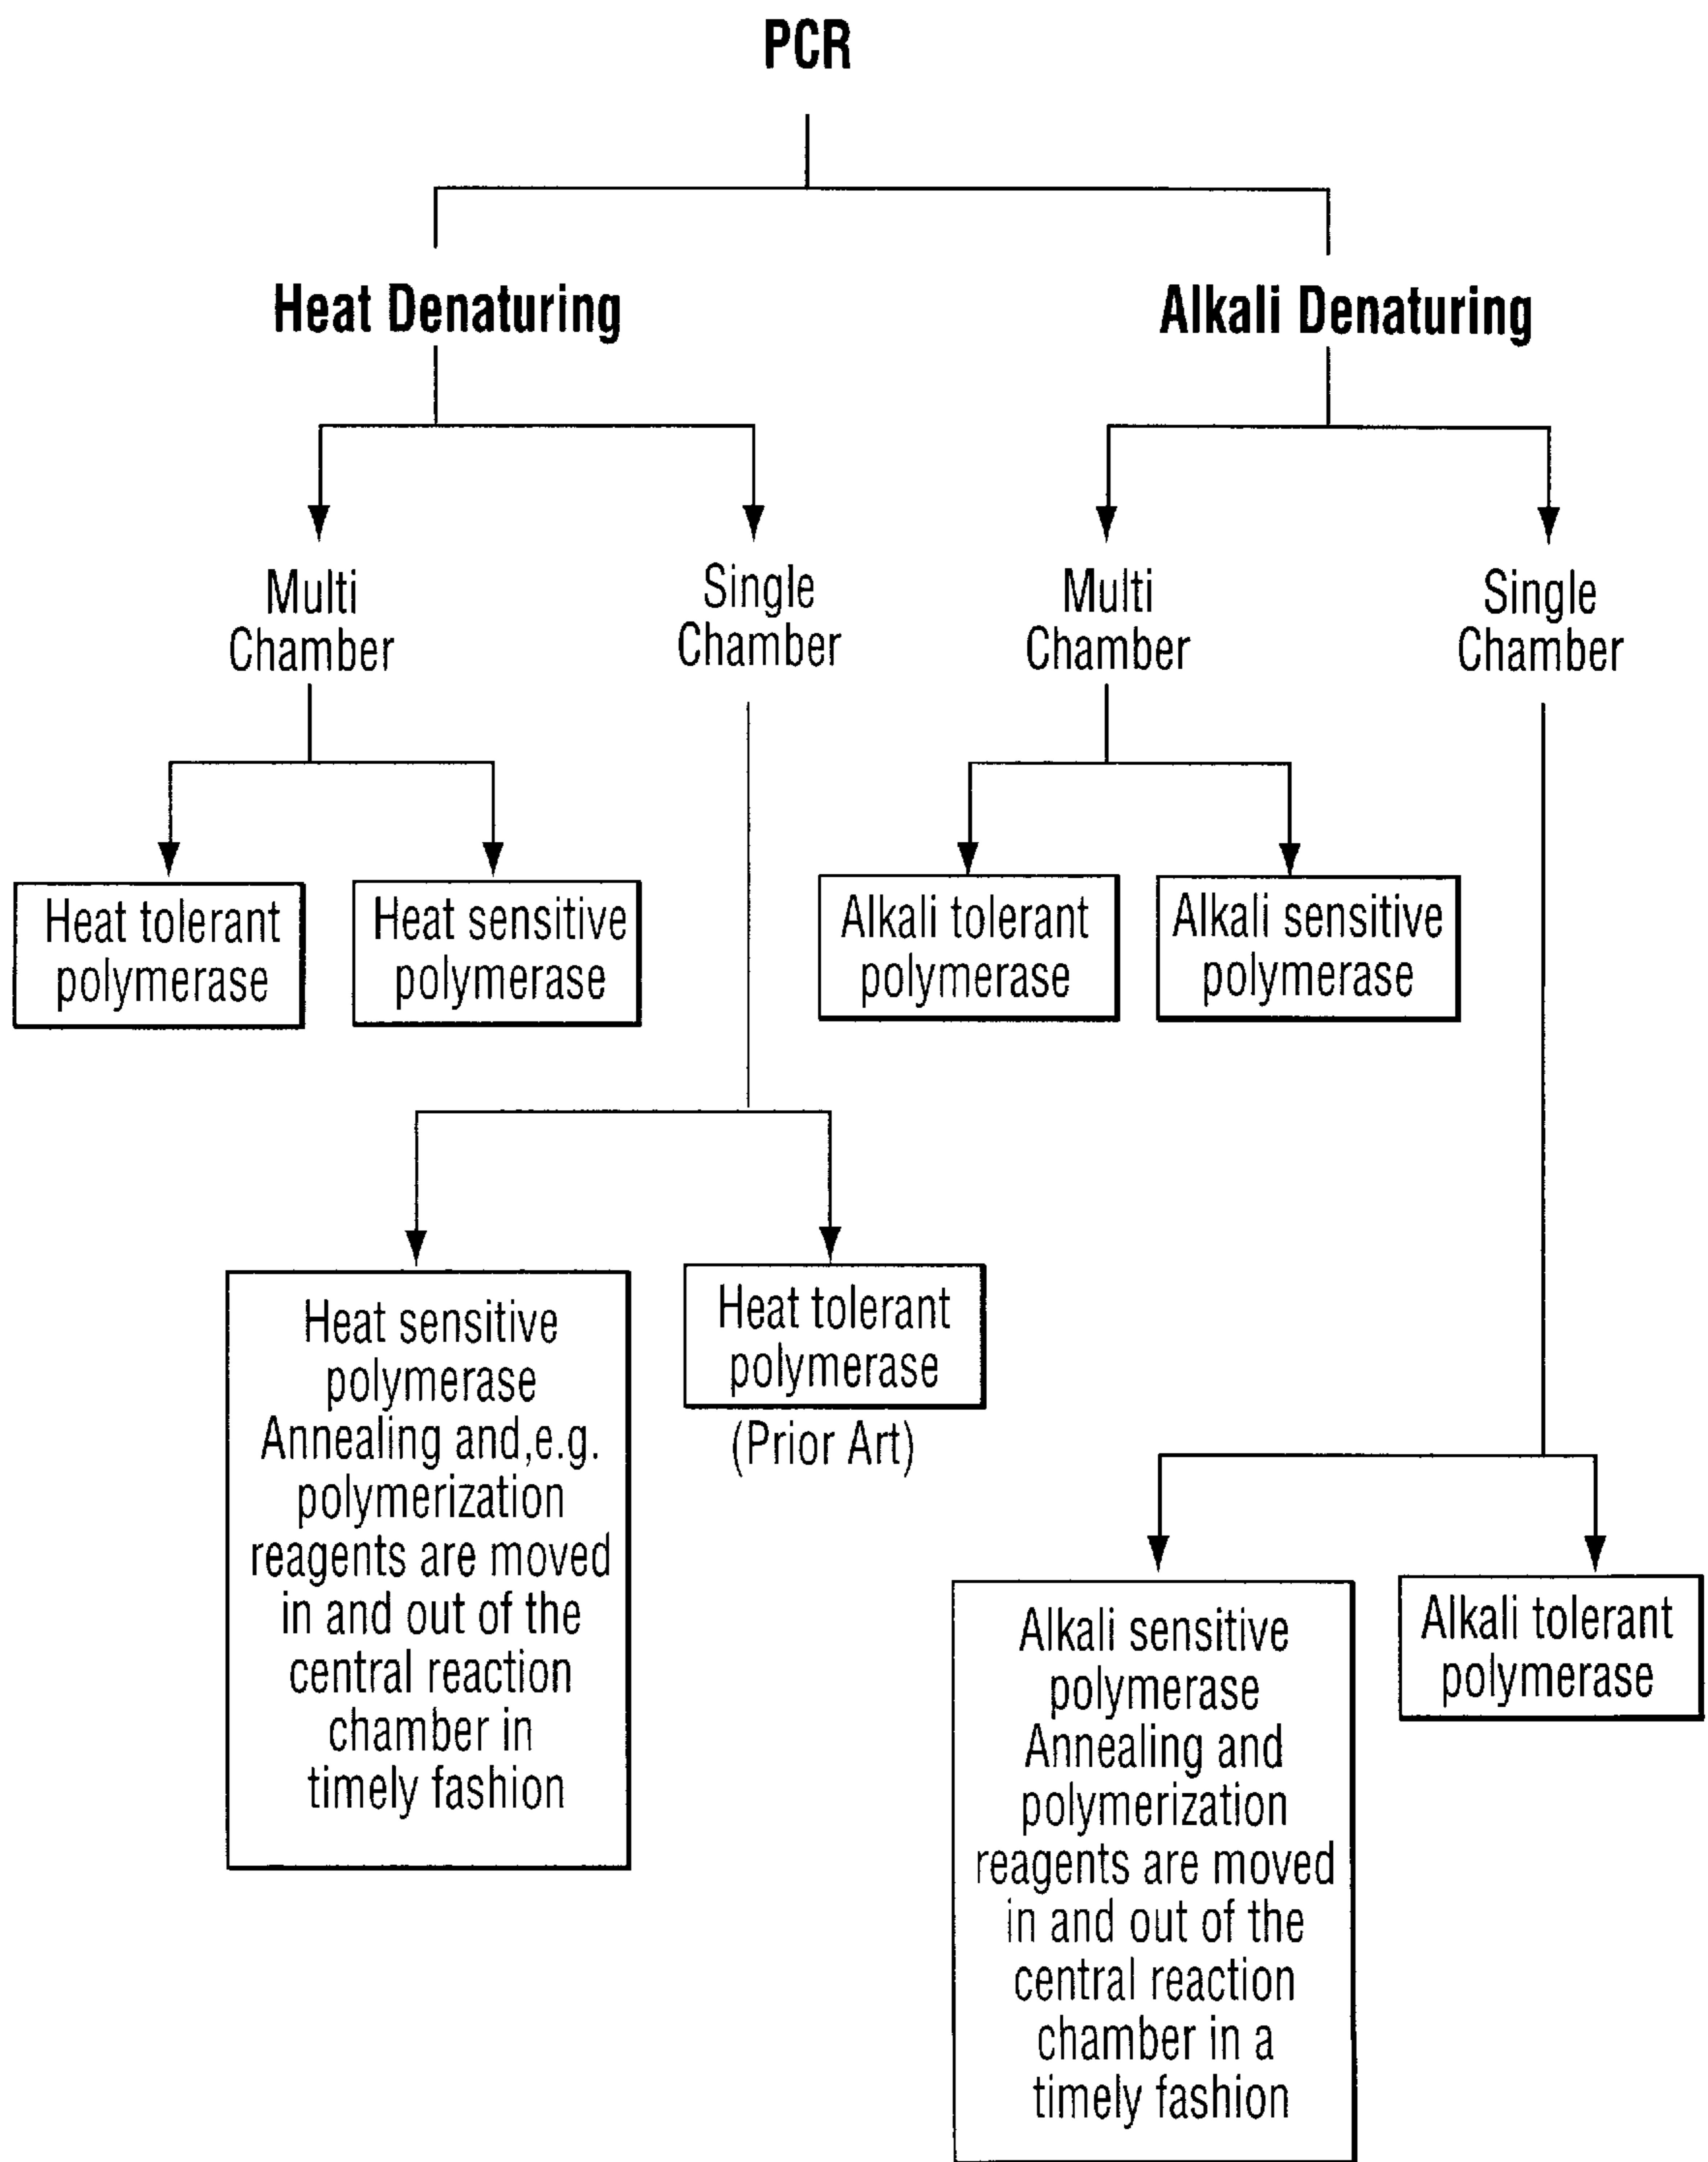 PCR
Heat Denaturing
Alkali Denaturing
Multi
Chamber
Single
Chamber
Multi
Chamber
Single
Chamber
Heat tolerant
polymerase
Heat sensitive
polymerase
Alkali tolerant
polymerase
Alkali sensitive
polymerase
Heat sensitive
polymerase
Annealing and,e.g.
polymerization
reagents are moved
in and out of the
central reaction
chamber in
timely fashion
Heat tolerant
polymerase
(Prior Art)
Alkali sensitive
polymerase
Annealing and
polymerization
reagents are moved
in and out of the
central reaction
chamber in a
timely fashion
Alkali tolerant
polymerase